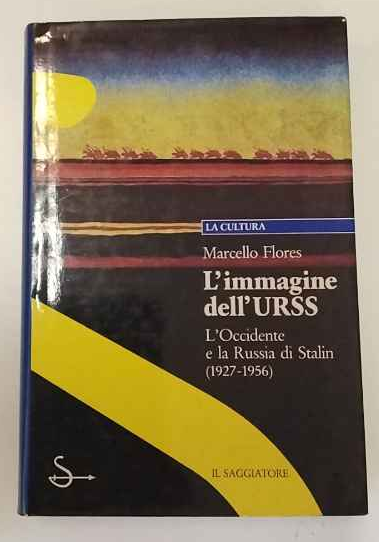 LA CULTURA
Marcello Flores
L'immagine
dell'URSS
L'Occidente
e la Russia di Stalin
(1927-1956)
IL SAGGIATORE